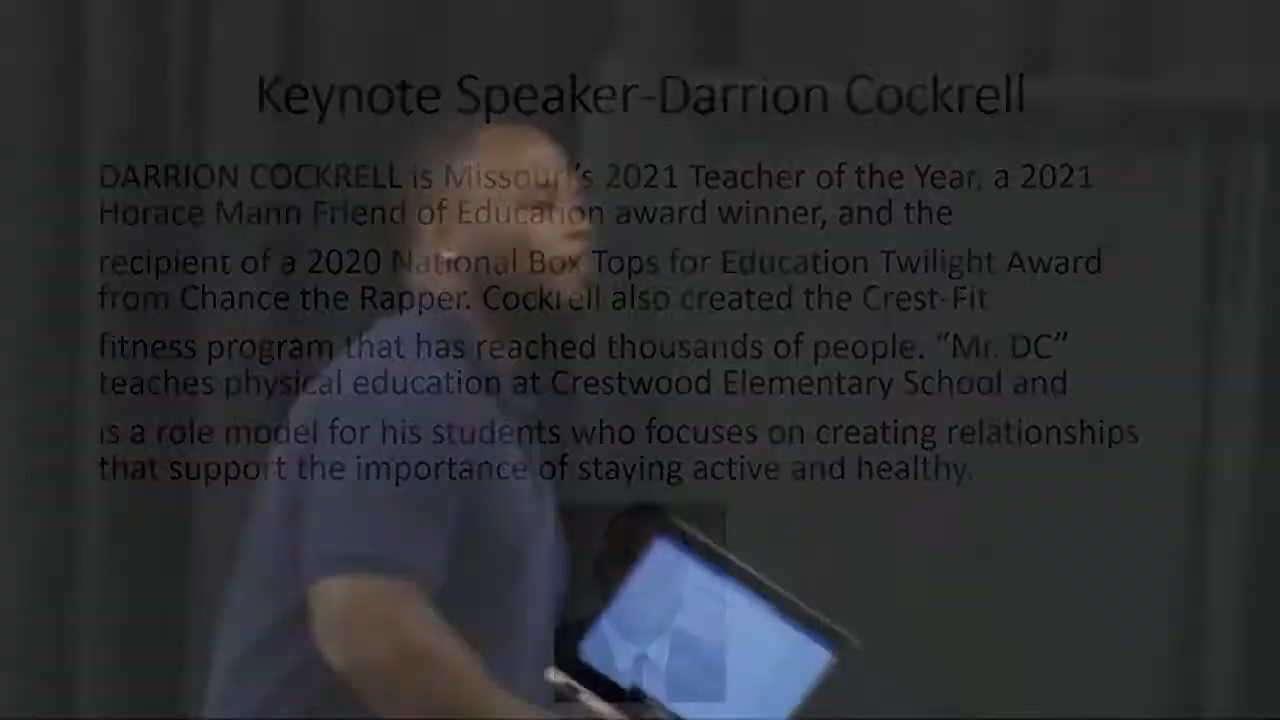 Keynote Speaker-Darrion Cockrell
DARRION COCKRELL is Missouri's 2021 Teacher of the Year, a 2021
Horace Mann Friend of Education award winner, and the
recipient of a 2020 National Box Tops for Education Twilight Award
from Chance the Rapper. Cockrell also created the Crest-Fit
fitness program that has reached thousands of people. “Mr. DC”
teaches physical education at Crestwood Elementary School and
is a role model for his students who focuses on creating relationships
that support the importance of staying active and healthy.